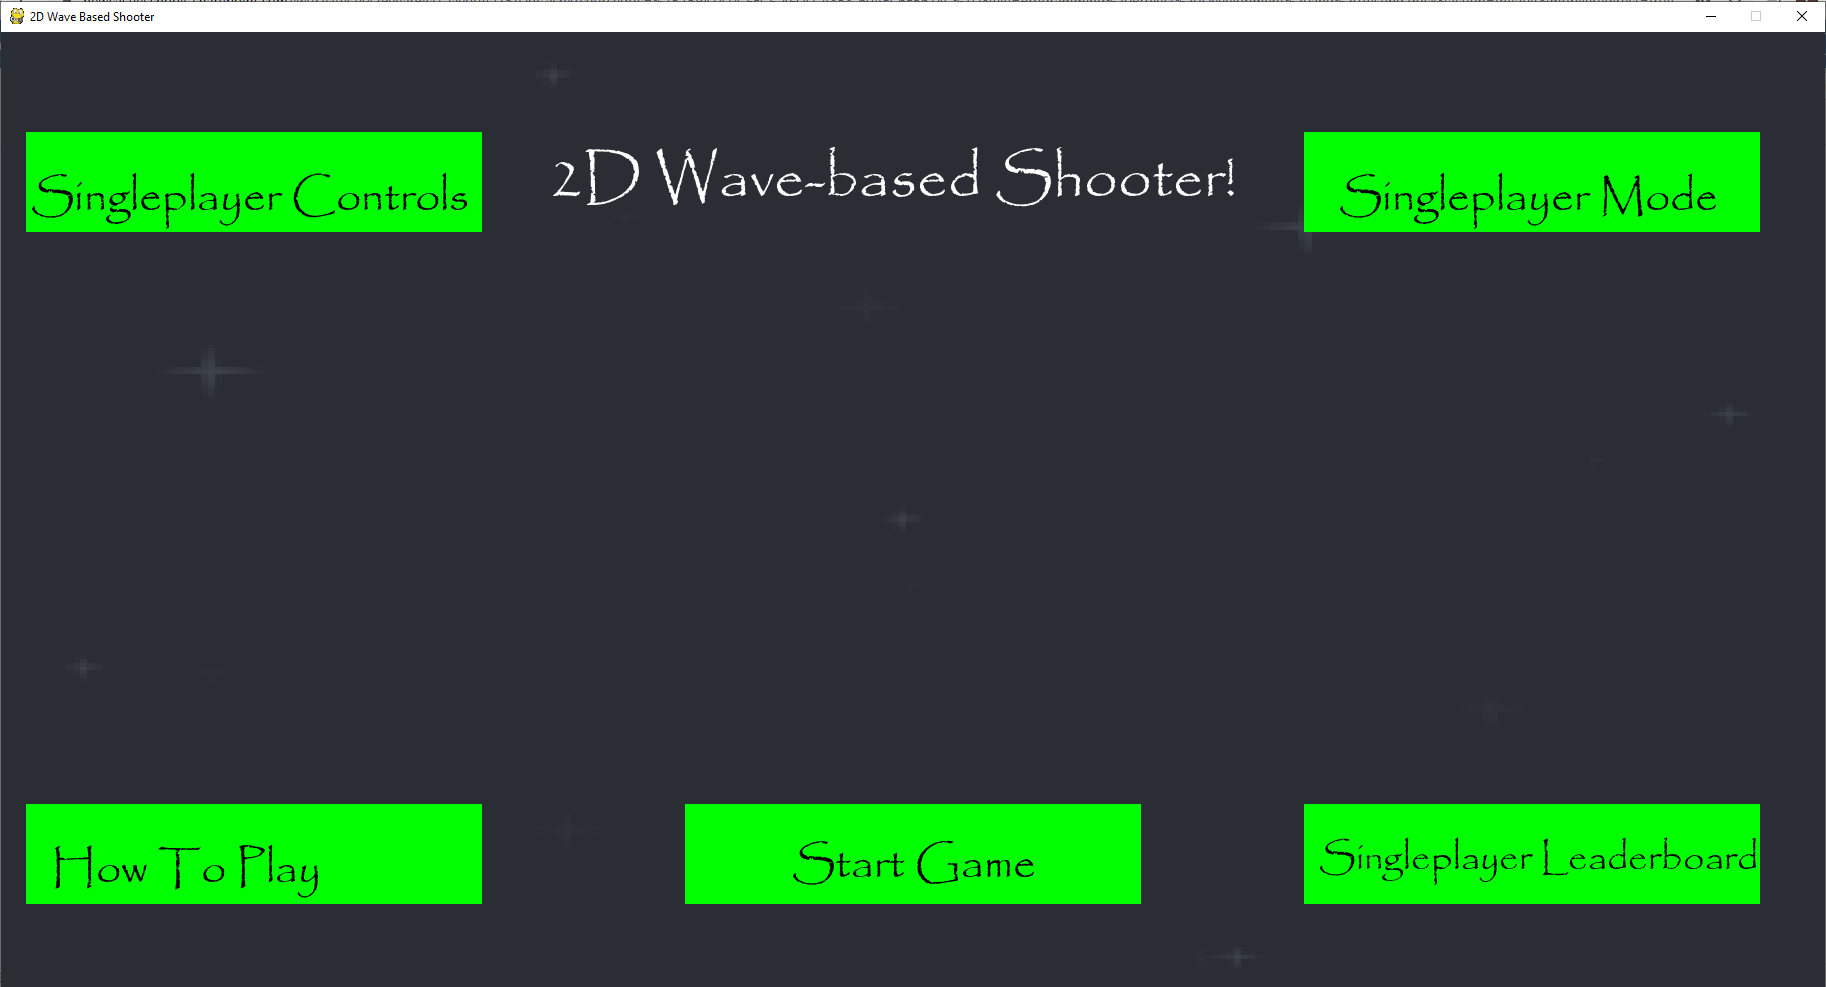 2D Wave Based Shooter
Singleplayer Controls
2D Wave-based Shooter!
Singleplayer Mode
How To Play
Start Game
Singleplayer Leaderboard